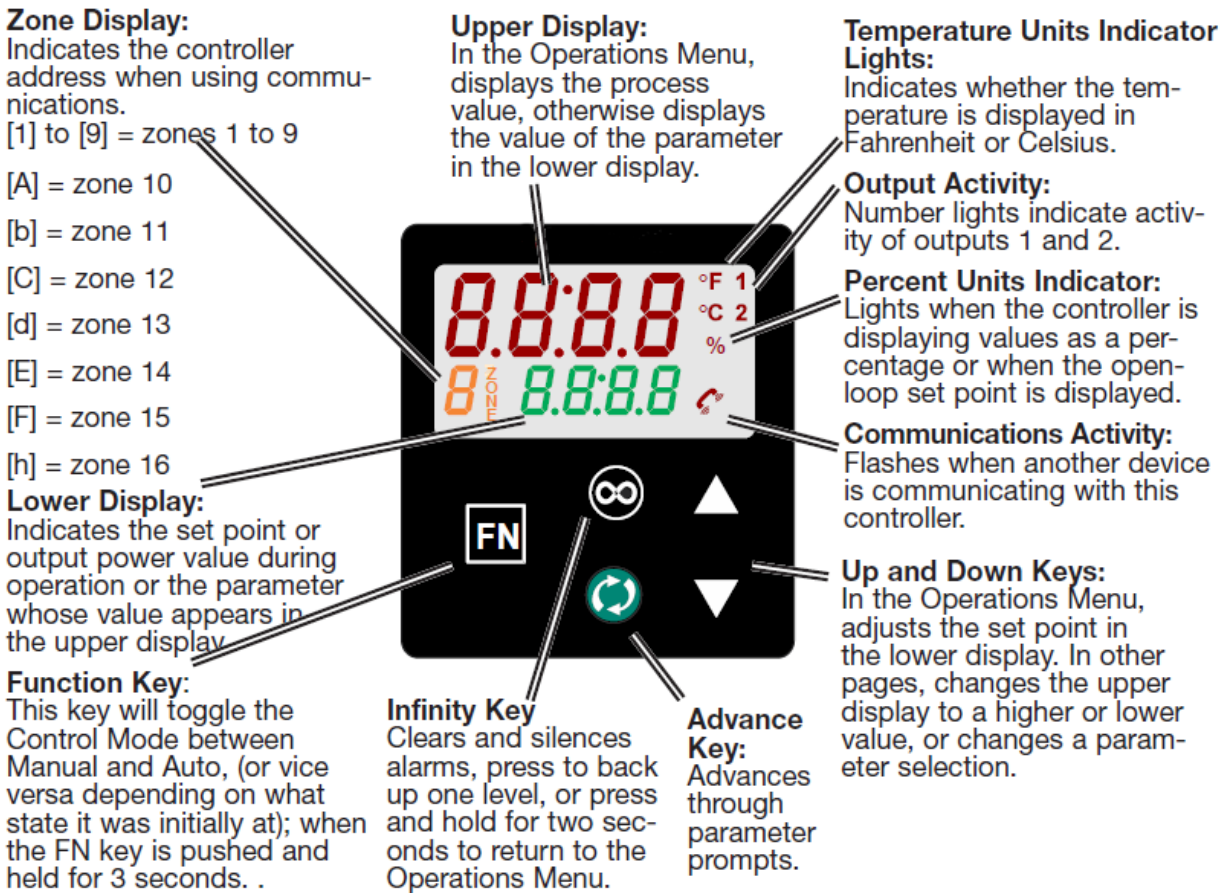 Zone Display:
Indicates the controller
address when using commu-
nications.
[1] to [9] = zones 1 to 9
[A] = zone 10
[b] = zone 11
[C] = zone 12
[d] = zone 13
[E] = zone 14
[F] = zone 15
[h] = zone 16
Lower Display:
Indicates the set point or
output power value during
operation or the parameter
whose value appears in
the upper display.
Function Key:
This key will toggle the
Control Mode between
Manual and Auto, (or vice
versa depending on what
state it was initially at); when
the FN key is pushed and
held for 3 seconds. .
Upper Display:
In the Operations Menu,
displays the process
value, otherwise displays
the value of the parameter
in the lower display.
8.8:8.8
°F 1
°C 2
%
8
ZONE
8.8:8.8
FN
Infinity Key
Clears and silences
alarms, press to back
up one level, or press
and hold for two sec-
onds to return to the
Operations Menu.
Advance
Key:
Advances
through
parameter
prompts.
Temperature Units Indicator
Lights:
Indicates whether the tem-
perature is displayed in
Fahrenheit or Celsius.
Output Activity:
Number lights indicate activ-
ity of outputs 1 and 2.
Percent Units Indicator:
Lights when the controller is
displaying values as a per-
centage or when the open-
loop set point is displayed.
Communications Activity:
Flashes when another device
is communicating with this
controller.
Up and Down Keys:
In the Operations Menu,
adjusts the set point in
the lower display. In other
pages, changes the upper
display to a higher or lower
value, or changes a param-
eter selection.